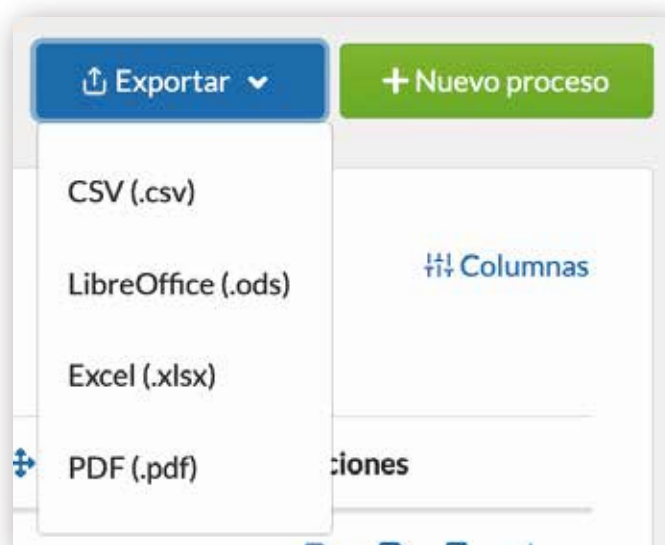 Exportar
+ Nuevo proceso
CSV (.csv)
LibreOffice (.ods)
Columnas
Excel (.xlsx)
PDF (.pdf)
ciones